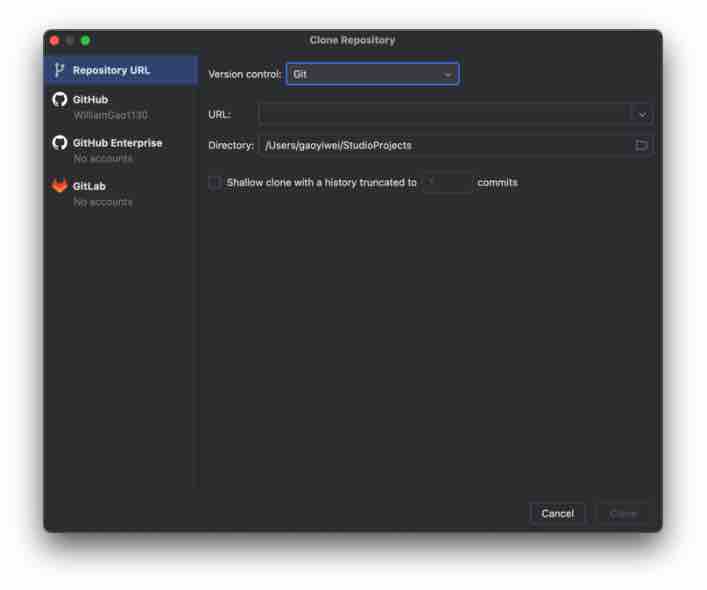 Clone Repository
Repository URL
GitHub
WilliamGao1130
GitHub Enterprise
No accounts
GitLab
No accounts
Version control: Git
URL:
Directory: /Users/gaoyiwei/StudioProjects
Shallow clone with a history truncated to commits
Cancel Clone